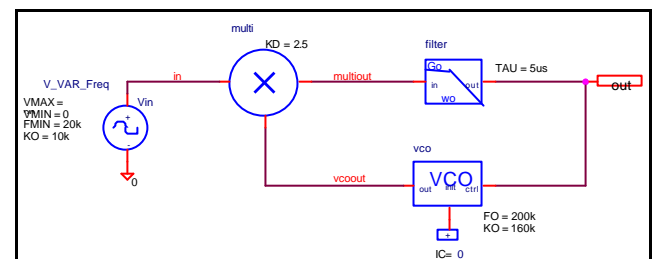 multi
KD = 2.5
filter
V_VAR_Freq
in
multiout
Go
in
out
wo
TAU = 5us
out
VMAX =
Vin
VMIN = 0
FMIN = 20k
KO = 10k
+
-
0
vco
vcoout
VCO
out
init
ctrl
FO = 200k
KO = 160k
+
IC= 0